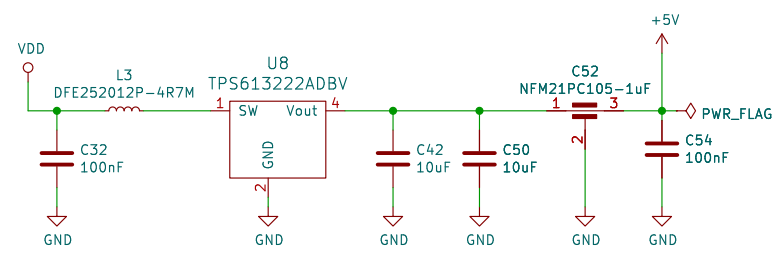 +5V
VDD
L3
DFE252012P-4R7M
U8
TPS613222ADBV
C52
NFM21PC105-1uF
1
SW
Vout
4
1
3
PWR_FLAG
C32
100nF
GND
2
C42
10uF
C50
10uF
2
C54
100nF
GND
GND
GND
GND
GND
GND